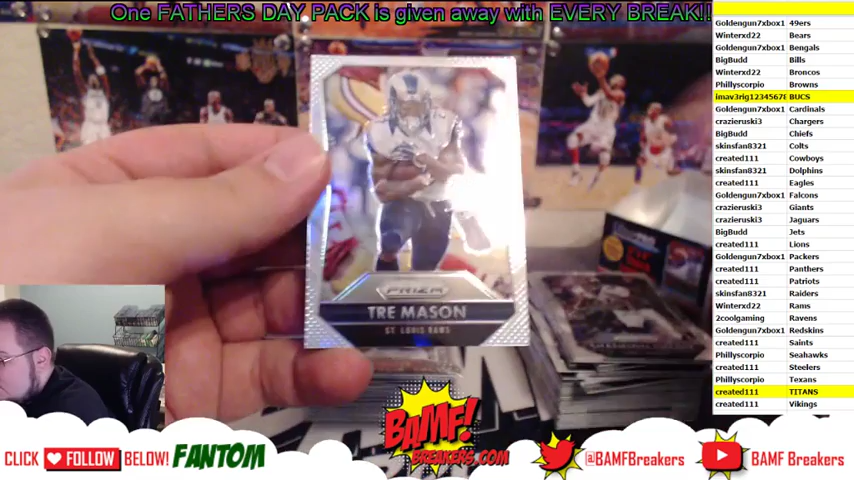 One FATHERS DAY PACK is given away with EVERY BREAK!!
Goldengun7xbox1 49ers
Winterxd22 Bears
Goldengun7xbox1 Bengals
BigBudd Bills
Winterxd22 Broncos
Phillyscorpio Browns
imav3rig12345678 BUCS
Goldengun7xbox1 Cardinals
crazieruski3 Chargers
BigBudd Chiefs
skinsfan8321 Colts
created111 Cowboys
skinsfan8321 Dolphins
created111 Eagles
Goldengun7xbox1 Falcons
crazieruski3 Giants
crazieruski3 Jaguars
BigBudd Jets
created111 Lions
Goldengun7xbox1 Packers
created111 Panthers
created111 Patriots
skinsfan8321 Raiders
Winterxd22 Rams
2coolgaming Ravens
Goldengun7xbox1 Redskins
created111 Saints
Phillyscorpio Seahawks
created111 Steelers
Phillyscorpio Texans
created111 TITANS
created111 Vikings
PRIZM
TRE MASON
ST. LOUIS RAMS
CLICK FOLLOW BELOW! FANTOM
BAMF!
BREAKERS.COM
@BAMFBreakers
BAMF Breakers